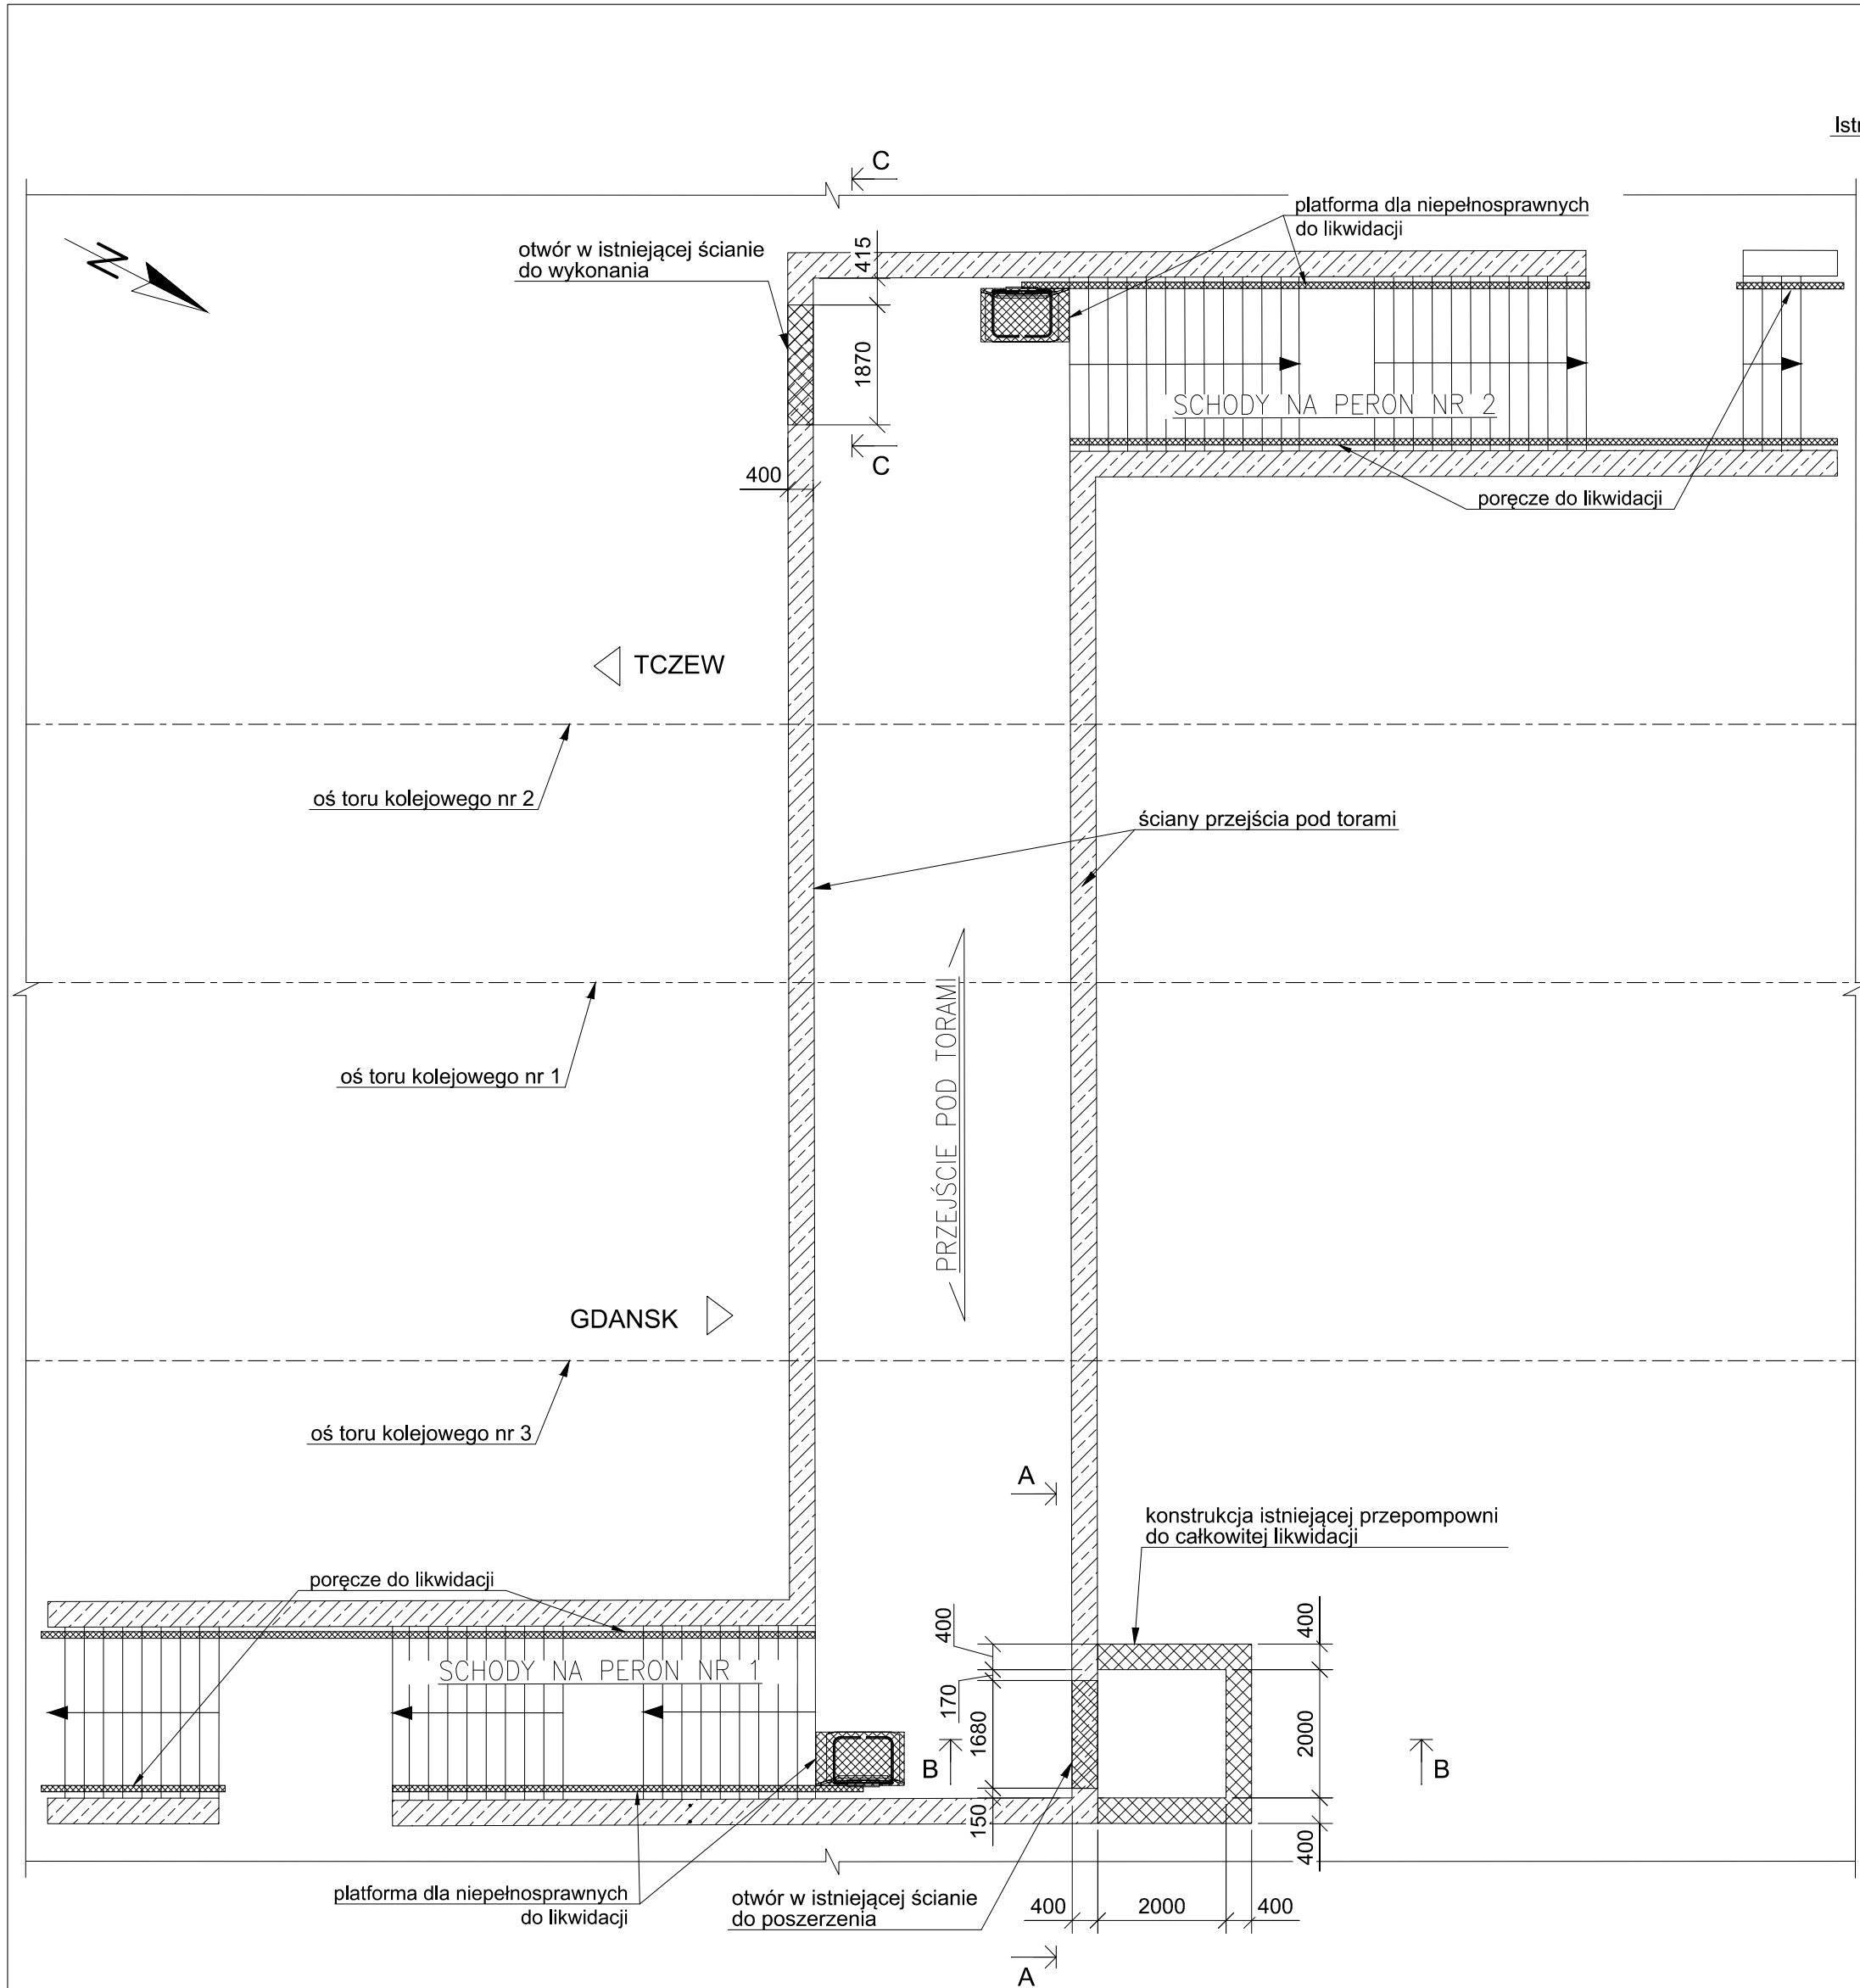 Istr
C
platforma dla niepełnosprawnych
do likwidacji
N
otwór w istniejącej ścianie
do wykonania
415
1870
SCHODY NA PERON NR 2
C
400
poręcze do likwidacji
TCZEW
oś toru kolejowego nr 2
ściany przejścia pod torami
PRZEJŚCIE POD TORAMI
oś toru kolejowego nr 1
GDANSK
oś toru kolejowego nr 3
A
konstrukcja istniejącej przepompowni
do całkowitej likwidacji
poręcze do likwidacji
400
400
SCHODY NA PERON NR 1
170
1680
2000
B
B
150
400
platforma dla niepełnosprawnych
do likwidacji
otwór w istniejącej ścianie
do poszerzenia
400
2000
400
A